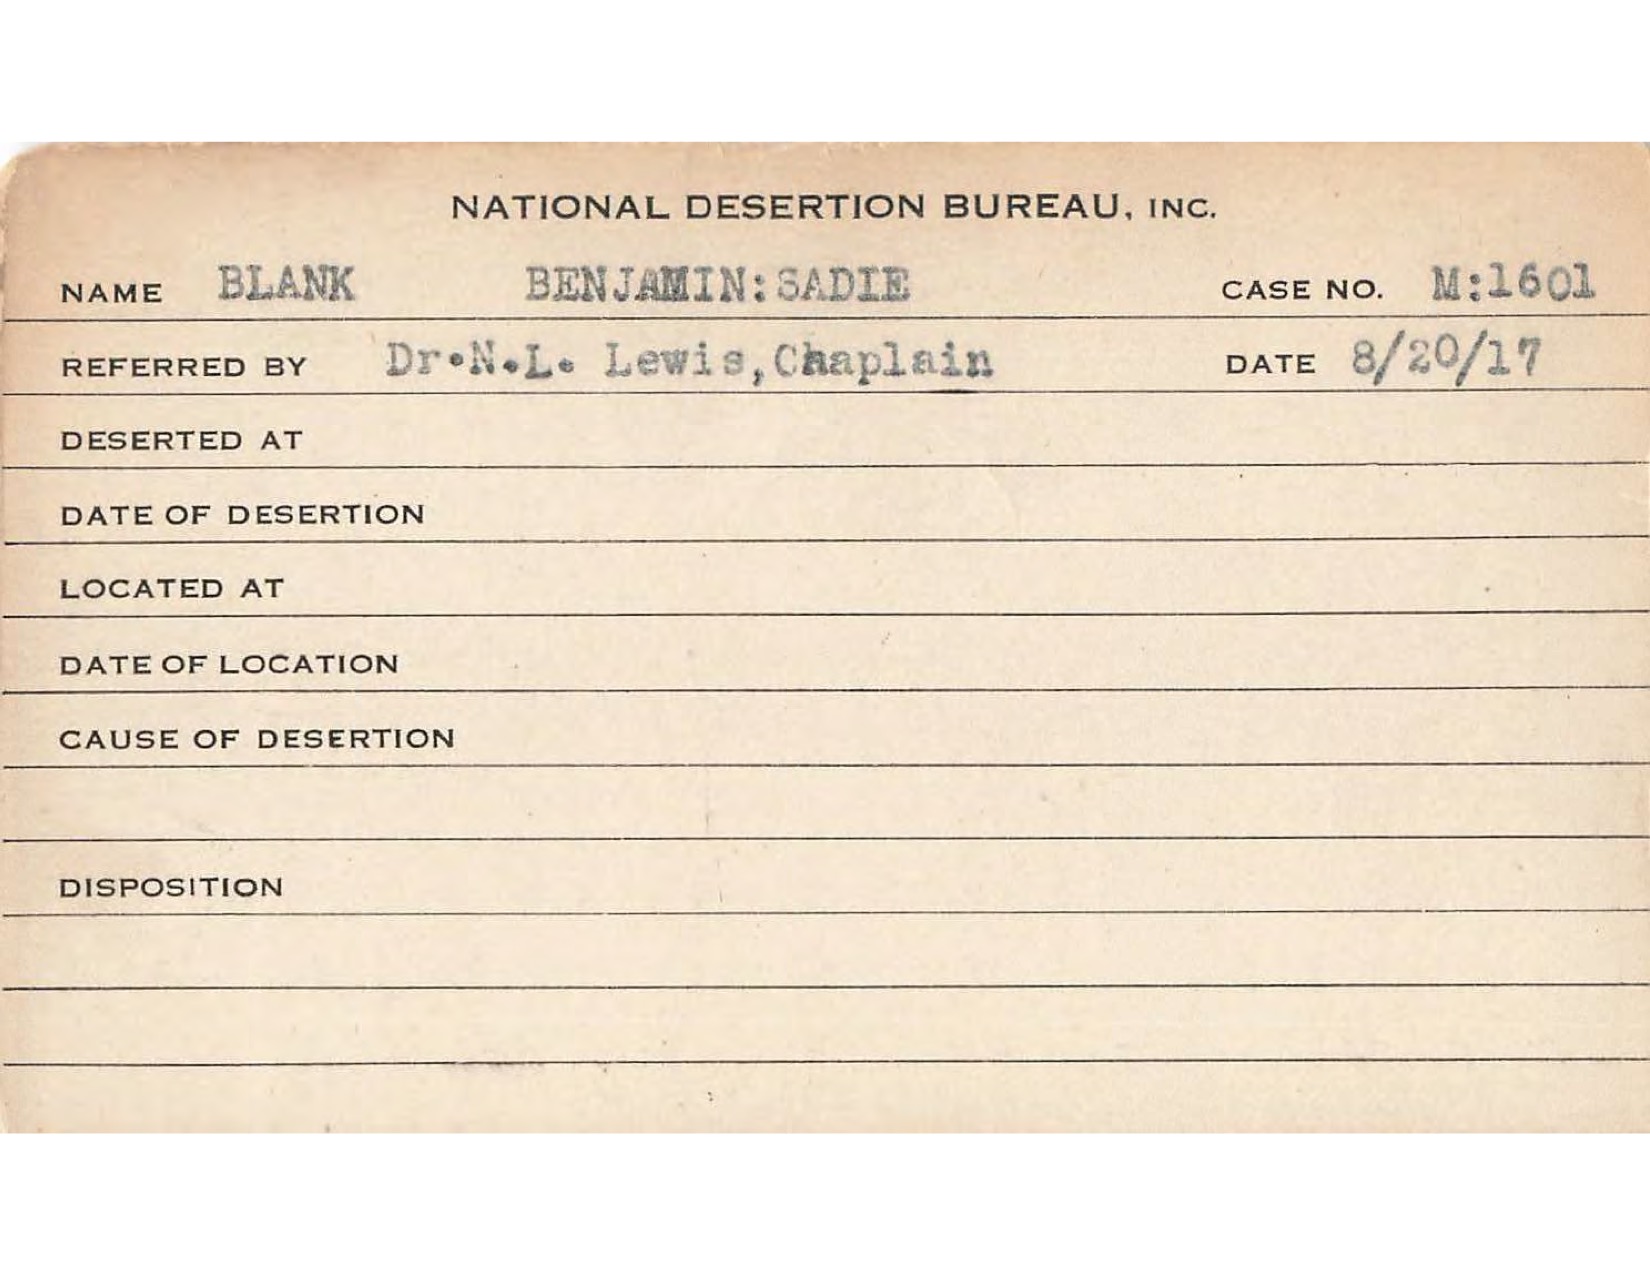 NATIONAL DESERTION BUREAU, INC.
NAME BLANK BENJAMIN:SADIE CASE NO. M:1601
REFERRED BY Dr.N.L. Lewis,Chaplain DATE 8/20/17
DESERTED AT
DATE OF DESERTION
LOCATED AT
DATE OF LOCATION
CAUSE OF DESERTION
DISPOSITION